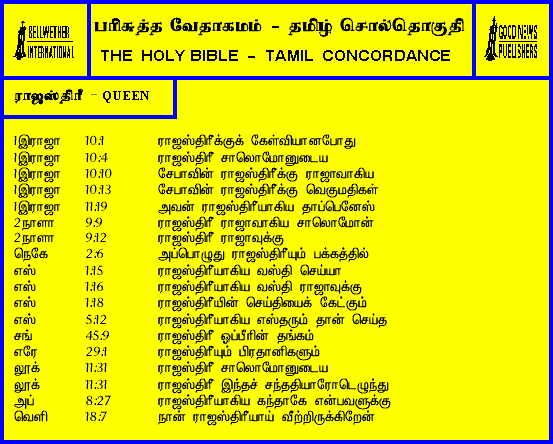 BELLWETHER
INTERNATIONAL
பரிசுத்த வேதாகமம் - தமிழ் சொல்தொகுதி
THE HOLY BIBLE - TAMIL CONCORDANCE
GOOD NEWS
PUBLISHERS
ராஜஸ்திரீ - QUEEN
1இராஜா 10:1 ராஜஸ்திரீக்குக் கேள்வியானபோது
1இராஜா 10:4 ராஜஸ்திரீ சாலொமோனுடைய
1இராஜா 10:10 சேபாவின் ராஜஸ்திரீக்கு ராஜாவாகிய
1இராஜா 10:13 சேபாவின் ராஜஸ்திரீக்கு வெகுமதிகள்
1இராஜா 11:19 அவன் ராஜஸ்திரீயாகிய தாப்பெனேஸ்
2நாளா 9:9 ராஜஸ்திரீ ராஜாவாகிய சாலொமோன்
2நாளா 9:12 ராஜஸ்திரீ ராஜாவுக்கு
நெகே 2:6 அப்பொழுது ராஜஸ்திரீயும் பக்கத்தில்
எஸ் 1:15 ராஜஸ்திரீயாகிய வஸ்தி செய்யா
எஸ் 1:16 ராஜஸ்திரீயாகிய வஸ்தி ராஜாவுக்கு
எஸ் 1:18 ராஜஸ்திரீயின் செய்தியைக் கேட்கும்
எஸ் 5:12 ராஜஸ்திரீயாகிய எஸ்தரும் தான் செய்த
சங் 45:9 ராஜஸ்திரீ ஒப்பீரின் தங்கம்
எரே 29:1 ராஜஸ்திரீயும் பிரதானிகளும்
லூக் 11:31 ராஜஸ்திரீ சாலொமோனுடைய
லூக் 11:31 ராஜஸ்திரீ இந்தச் சந்ததியாரோடெழுந்து
அப் 8:27 ராஜஸ்திரீயாகிய கந்தாகே என்பவளுக்கு
வெளி 18:7 நான் ராஜஸ்திரீயாய் வீற்றிருக்கிறேன்